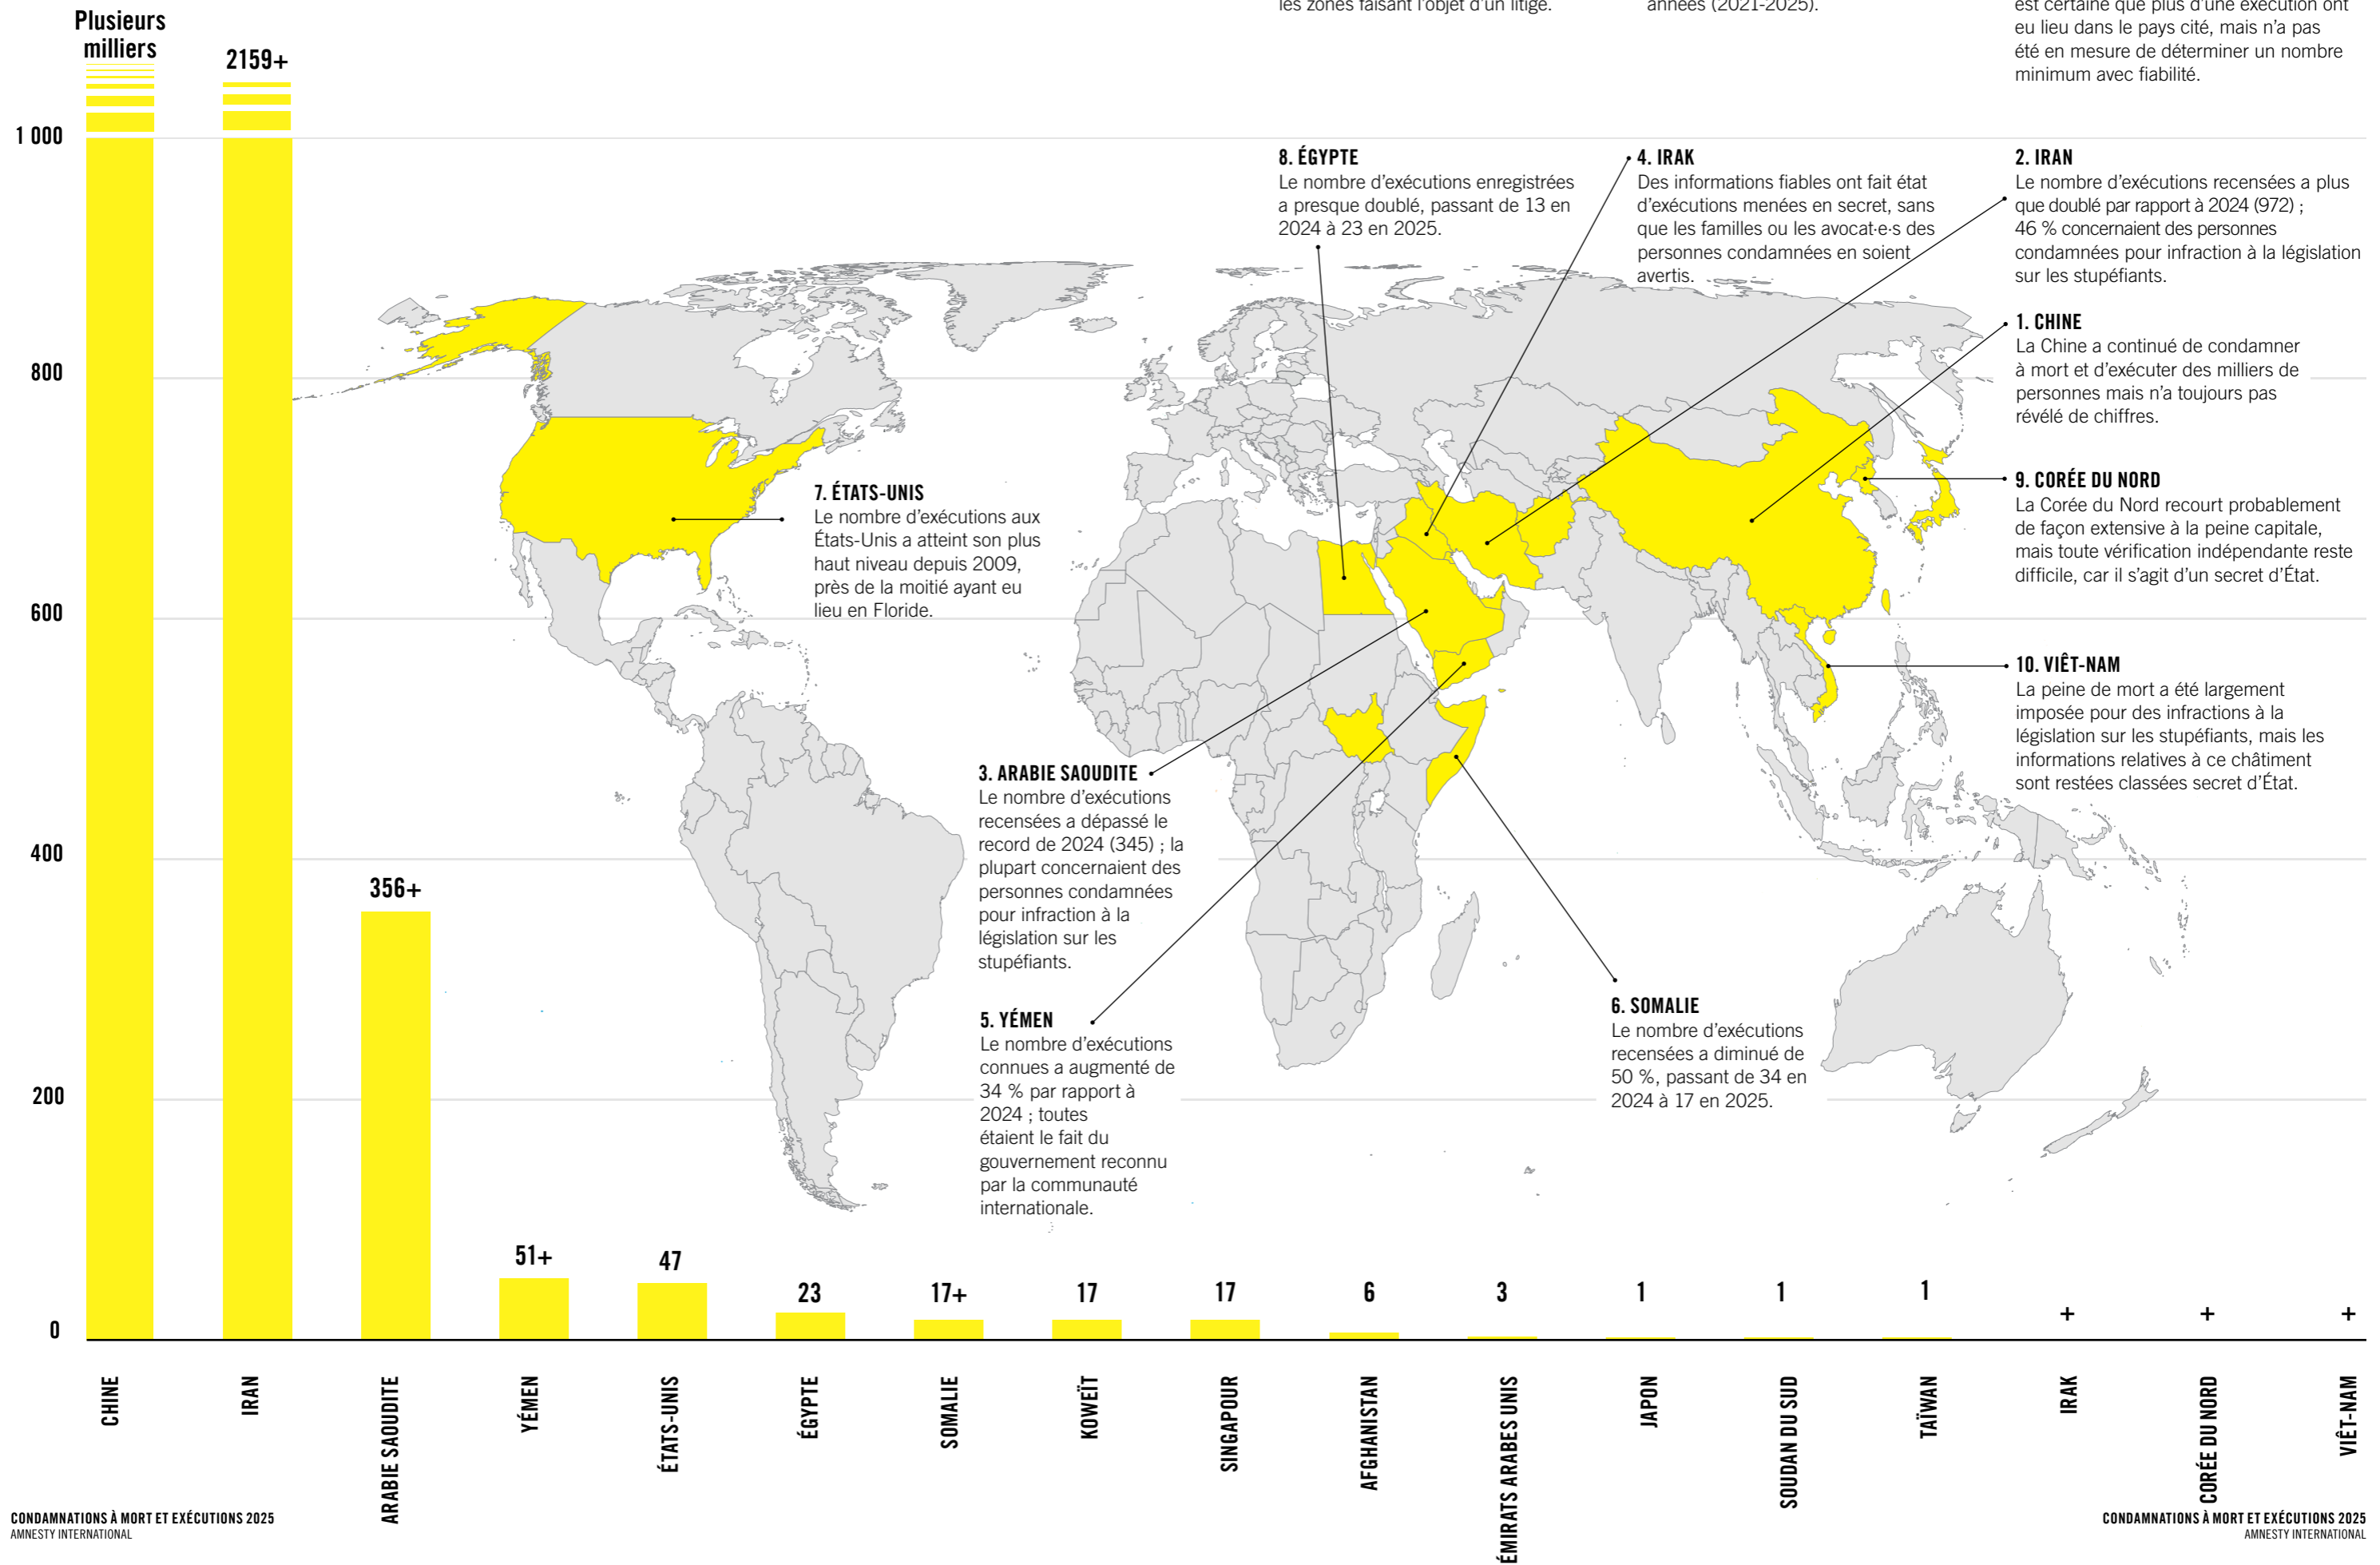 les zones faisant l'objet d'un litige.
années (2021-2025).
est certaine que plus d'une exécution ont
eu lieu dans le pays cité, mais n'a pas
été en mesure de déterminer un nombre
minimum avec fiabilité.
Plusieurs
milliers
2159+
1 000
800
600
400
200
0
356+
51+
47
23
17+
17
17
6
3
1
1
1
+
+
+
8. ÉGYPTE
Le nombre d'exécutions enregistrées
a presque doublé, passant de 13 en
2024 à 23 en 2025.
4. IRAK
Des informations fiables ont fait état
d'exécutions menées en secret, sans
que les familles ou les avocat·e·s des
personnes condamnées en soient
avertis.
2. IRAN
Le nombre d'exécutions recensées a plus
que doublé par rapport à 2024 (972) ;
46 % concernaient des personnes
condamnées pour infraction à la législation
sur les stupéfiants.
1. CHINE
La Chine a continué de condamner
à mort et d'exécuter des milliers de
personnes mais n'a toujours pas
révélé de chiffres.
7. ÉTATS-UNIS
Le nombre d'exécutions aux
États-Unis a atteint son plus
haut niveau depuis 2009,
près de la moitié ayant eu
lieu en Floride.
9. CORÉE DU NORD
La Corée du Nord recourt probablement
de façon extensive à la peine capitale,
mais toute vérification indépendante reste
difficile, car il s'agit d'un secret d'État.
10. VIÊT-NAM
La peine de mort a été largement
imposée pour des infractions à la
législation sur les stupéfiants, mais les
informations relatives à ce châtiment
sont restées classées secret d'État.
3. ARABIE SAOUDITE
Le nombre d'exécutions
recensées a dépassé le
record de 2024 (345) ; la
plupart concernaient des
personnes condamnées
pour infraction à la
législation sur les
stupéfiants.
5. YÉMEN
Le nombre d'exécutions
connues a augmenté de
34 % par rapport à
2024 ; toutes
étaient le fait du
gouvernement reconnu
par la communauté
internationale.
6. SOMALIE
Le nombre d'exécutions
recensées a diminué de
50 %, passant de 34 en
2024 à 17 en 2025.
CHINE
IRAN
ARABIE SAOUDITE
YÉMEN
ÉTATS-UNIS
ÉGYPTE
SOMALIE
KOWEÏT
SINGAPOUR
AFGHANISTAN
ÉMIRATS ARABES UNIS
JAPON
SOUDAN DU SUD
TAÏWAN
IRAK
CORÉE DU NORD
VIÊT-NAM
CONDAMNATIONS À MORT ET EXÉCUTIONS 2025
AMNESTY INTERNATIONAL
CONDAMNATIONS À MORT ET EXÉCUTIONS 2025
AMNESTY INTERNATIONAL